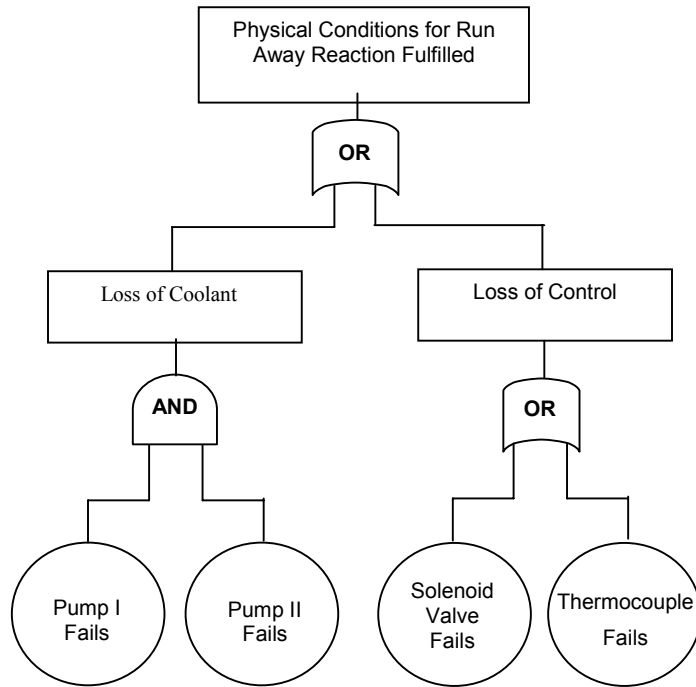 Physical Conditions for Run
Away Reaction Fulfilled
OR
Loss of Coolant
Loss of Control
AND
OR
Pump I
Fails
Pump II
Fails
Solenoid
Valve
Fails
Thermocouple
Fails